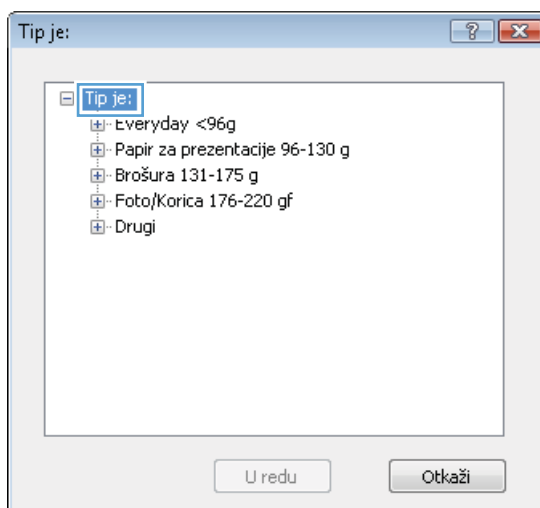 Tip je:
Tip je:
Everyday <96g
Papir za prezentacije 96-130 g
Brošura 131-175 g
Foto/Korica 176-220 gf
Drugi
U redu
Otkaži